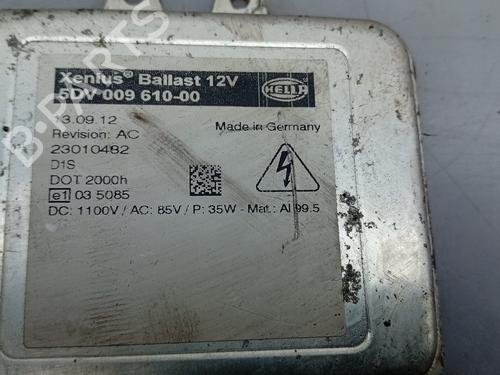 Xenius® Ballast 12V
5DV 009 610-00
HELLA
13.09.12
Revision: AC
Made in Germany
23010482
D1S
DOT 2000h
e1 03 5085
DC: 1100V / AC: 85V / P: 35W - Mat.: Al 99.5
B-PARTS